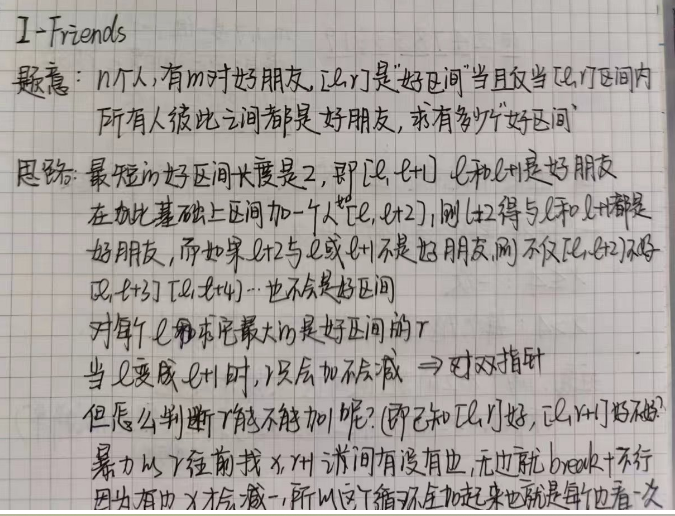 I-Friends
题意: n个人,有m对好朋友,[l,r]是"好区间"当且仅当[l,r]区间内
所有人彼此之间都是好朋友,求有多少个"好区间"
思路: 最短的好区间长度是2,即[l,l+1] l和l+1是好朋友
在此基础上区间加一个人[l,l+2],则l+2得与l和l+1都是
好朋友,而如果l+2与l或l+1不是好朋友,则不仅[l,l+2]不好
[l,l+3] [l,l+4)…也不会是好区间
对每个l求它最大的是好区间的r
当l变成l+1时,r只会加不会减 ⇒ 双指针
但怎么判断r能不能加1呢?(即已知[l,r]好,[l,r+1]好不好?
暴力从r往前找x,r+1间有没有边,无边就break+不行
因为有边x才会减一,所以这个循环全加起来也就是每个边看一次